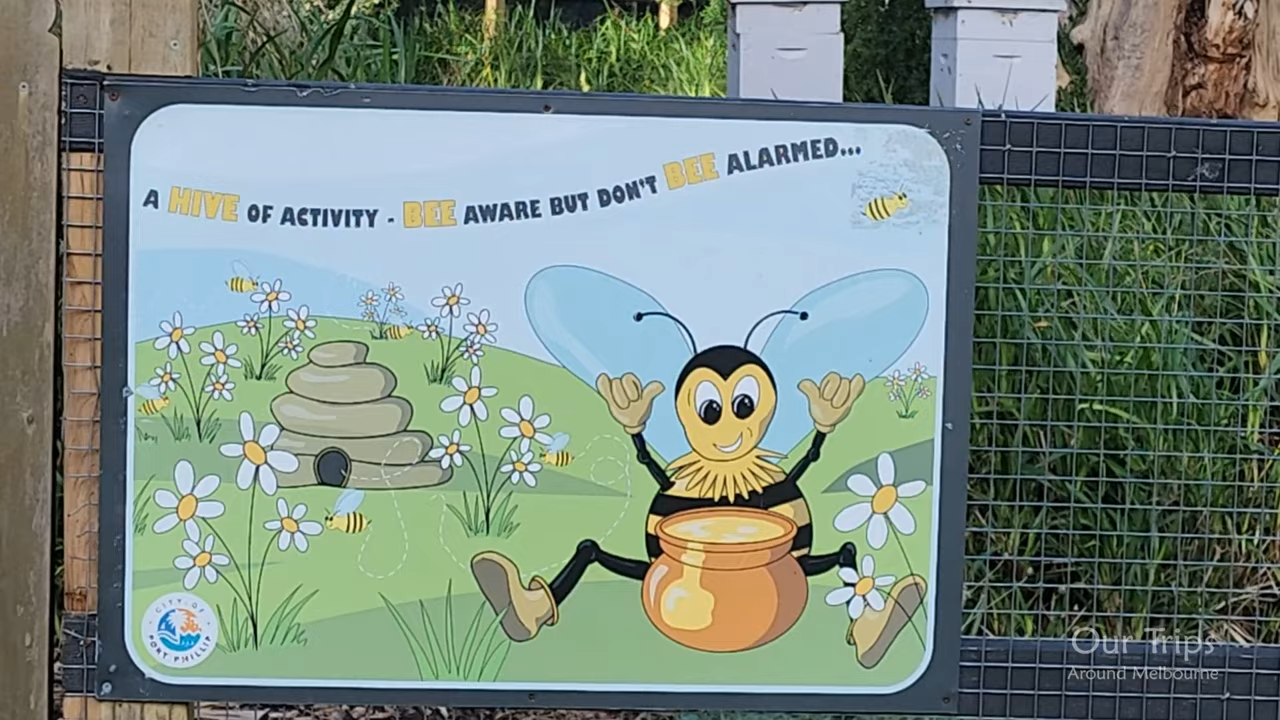 A HIVE OF ACTIVITY - BEE AWARE BUT DON'T BEE ALARMED...
CITY OF
PORT PHILLIP
Our Trips
Around Melbourne